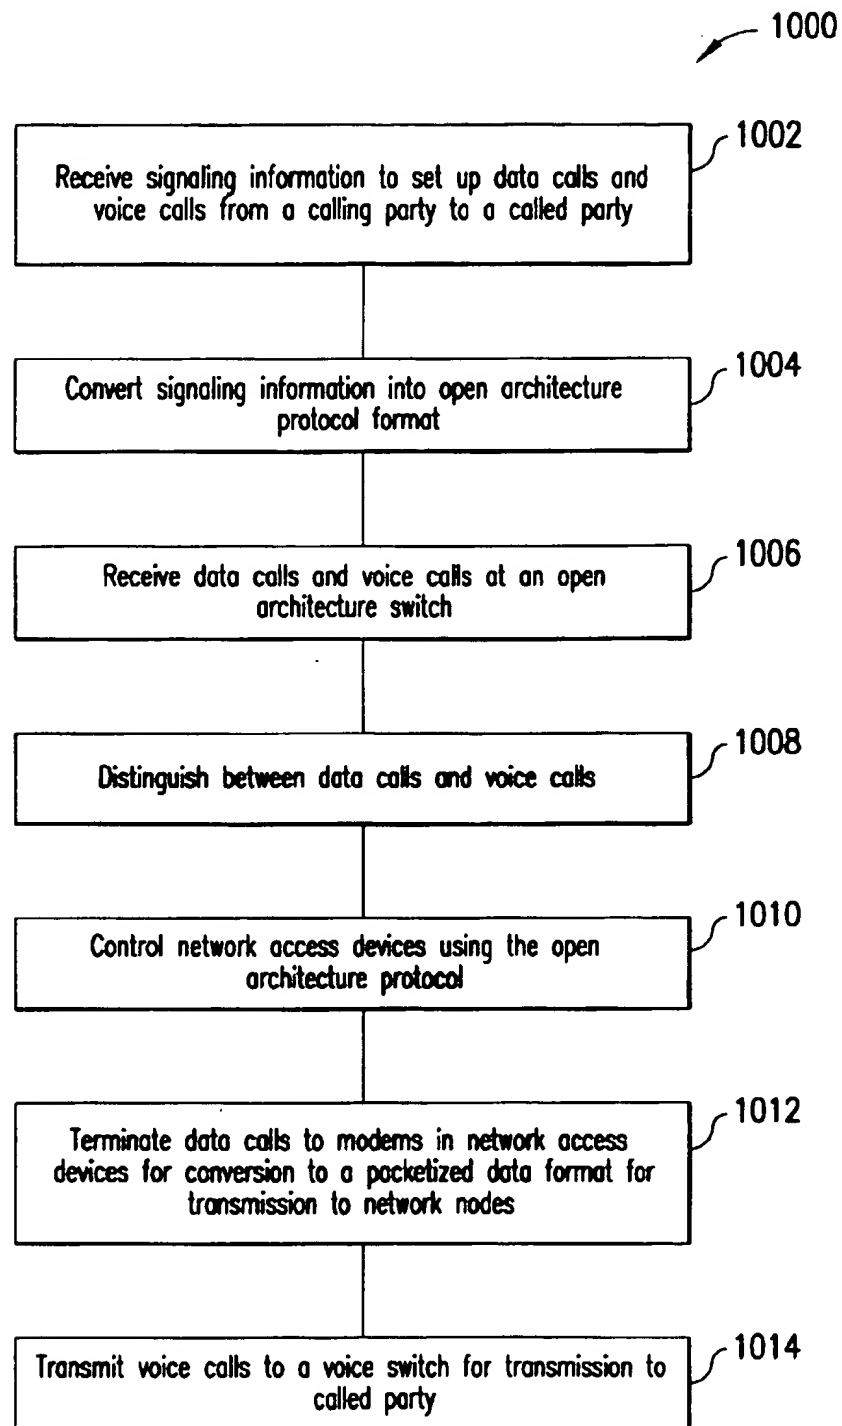 1000
1002
Receive signaling information to set up data calls and
voice calls from a calling party to a called party
1004
Convert signaling information into open architecture
protocol format
1006
Receive data calls and voice calls at an open
architecture switch
1008
Distinguish between data calls and voice calls
1010
Control network access devices using the open
architecture protocol
1012
Terminate data calls to modems in network access
devices for conversion to a packetized data format for
transmission to network nodes
1014
Transmit voice calls to a voice switch for transmission to
called party